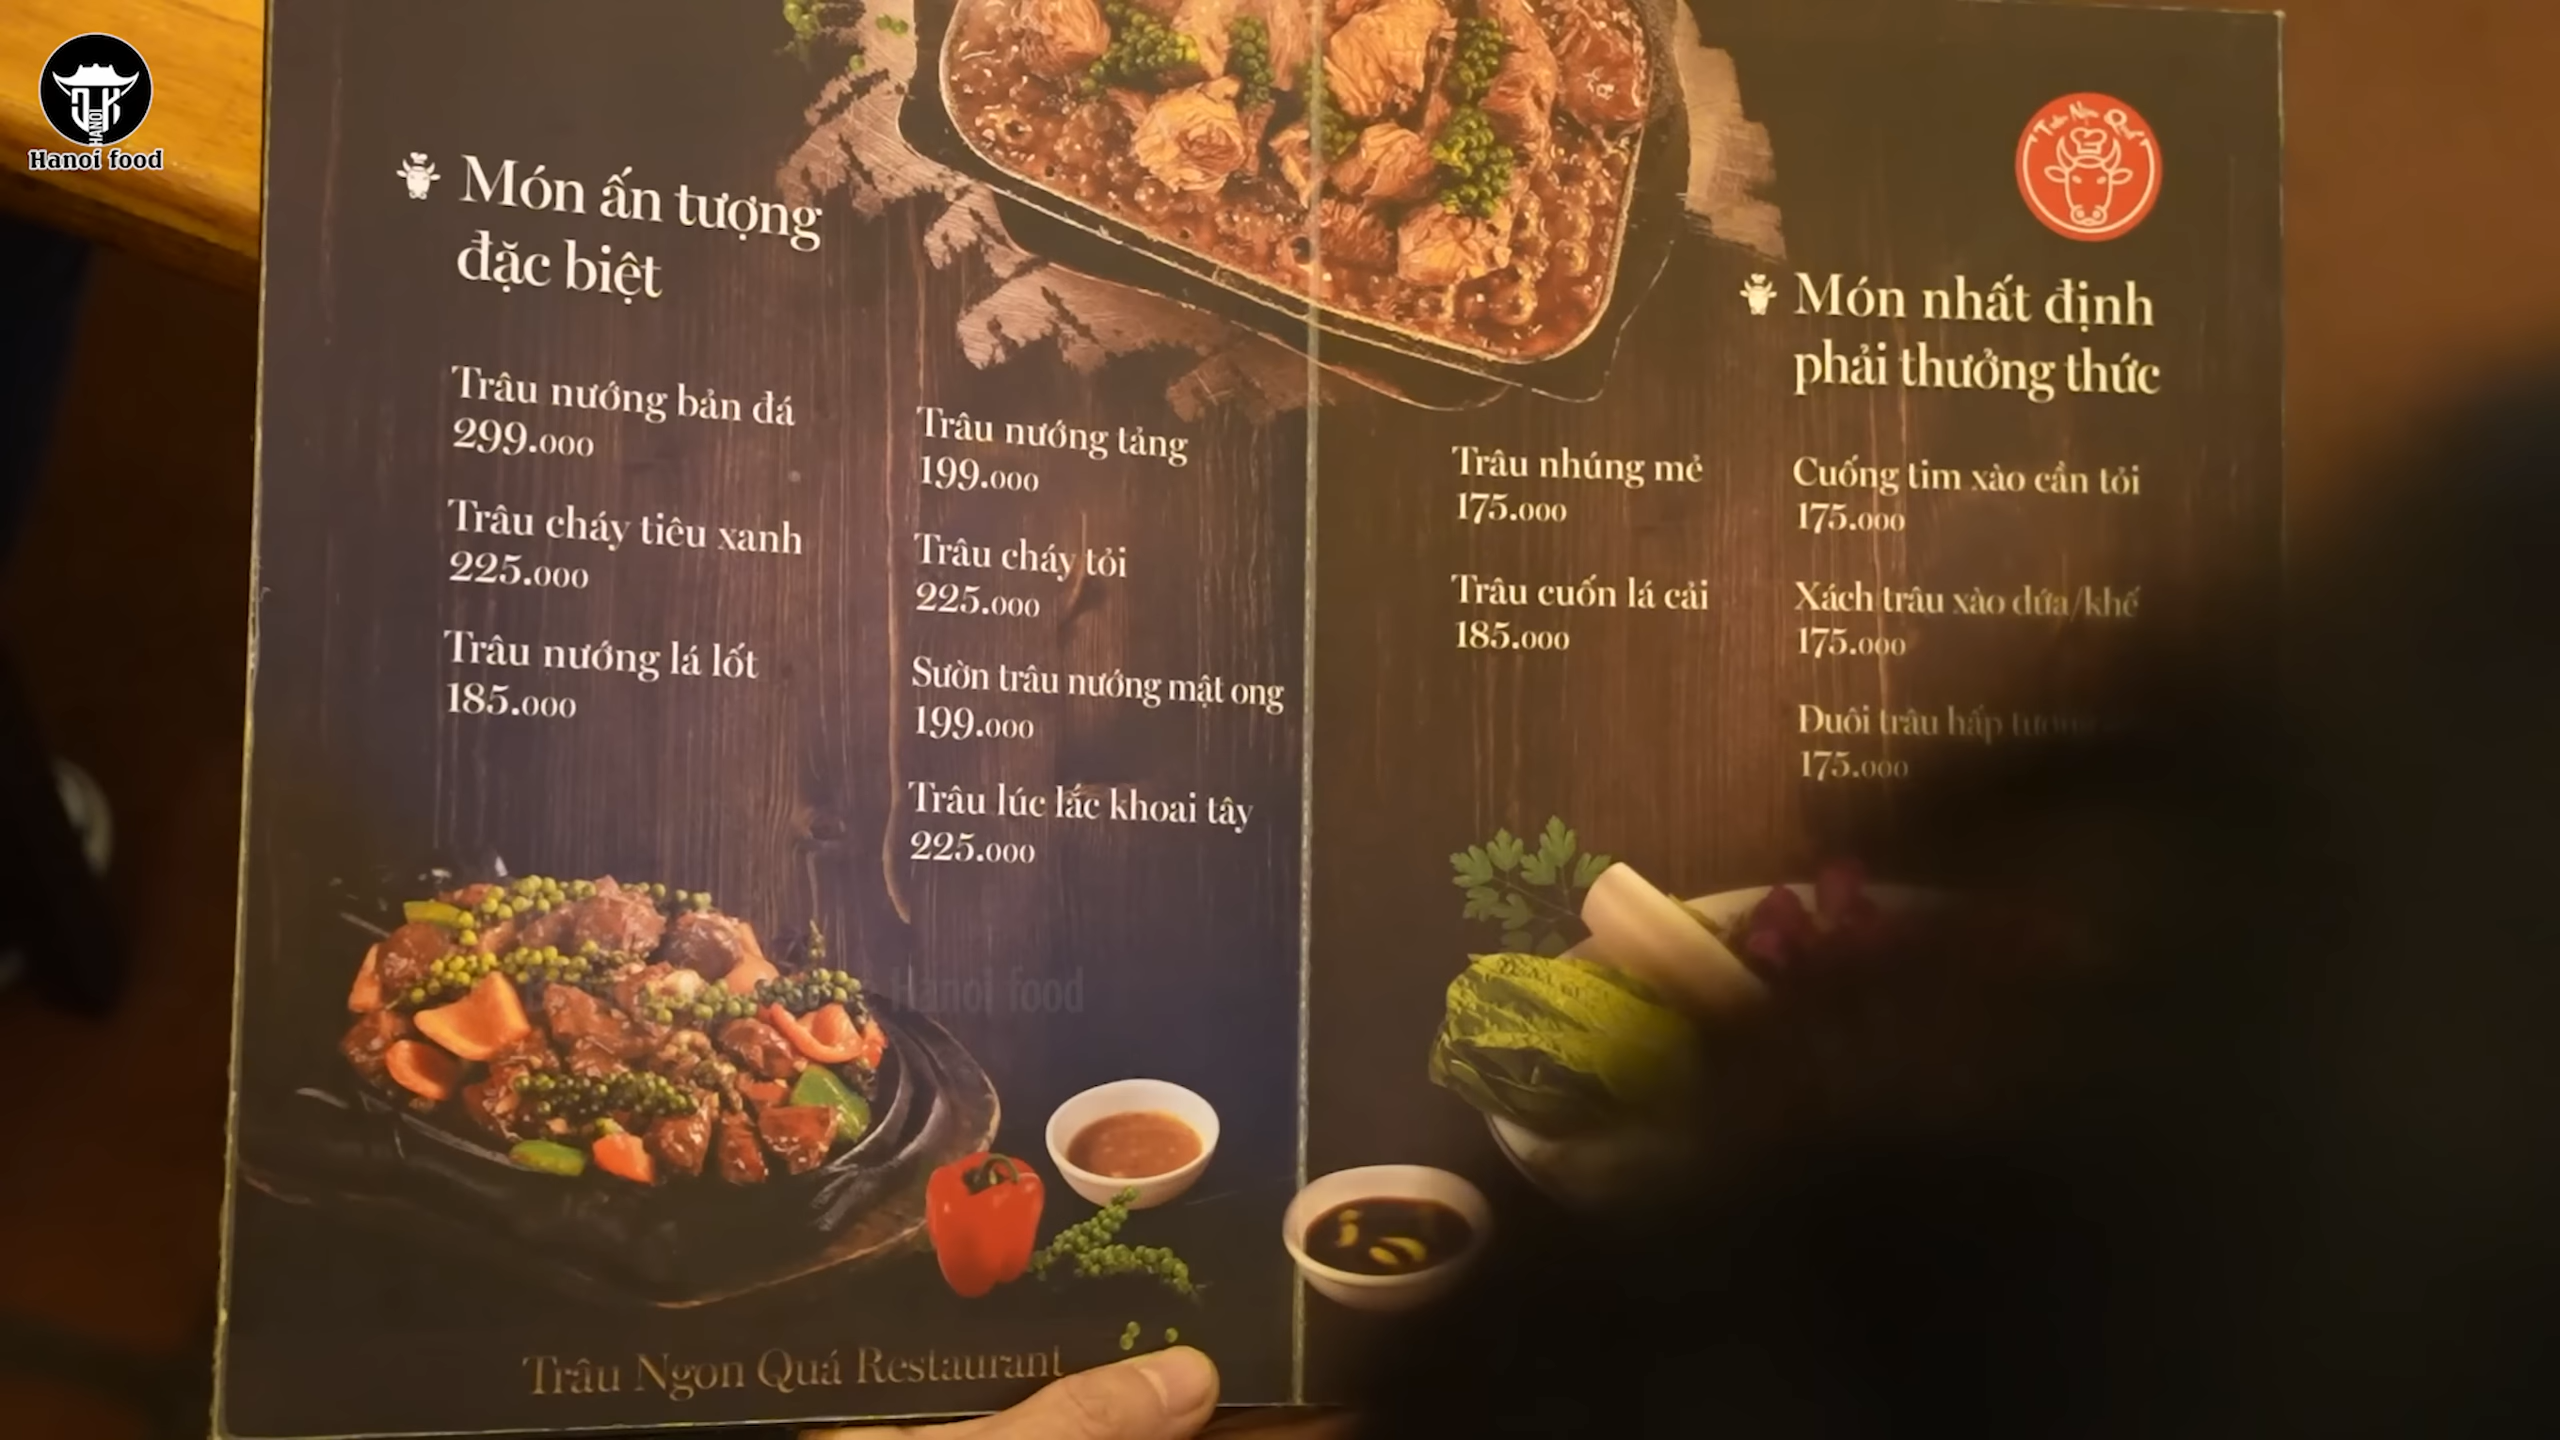 Hanoi food
Món ấn tượng
đặc biệt
Trâu nướng bản đá
299.000
Trâu cháy tiêu xanh
225.000
Trâu nướng lá lốt
185.000
Trâu nướng tảng
199.000
Trâu cháy tỏi
225.000
Sườn trâu nướng mật ong
199.000
Trâu lúc lắc khoai tây
225.000
Hanoi food
Trâu Ngon Quá Restaurant
Trâu Ngon Quá
Món nhất định
phải thưởng thức
Trâu nhúng mẻ
175.000
Trâu cuốn lá cải
185.000
Cuống tim xào cần tỏi
175.000
Xách trâu xào dứa/khế
175.000
Đuôi trâu hấp
175.000